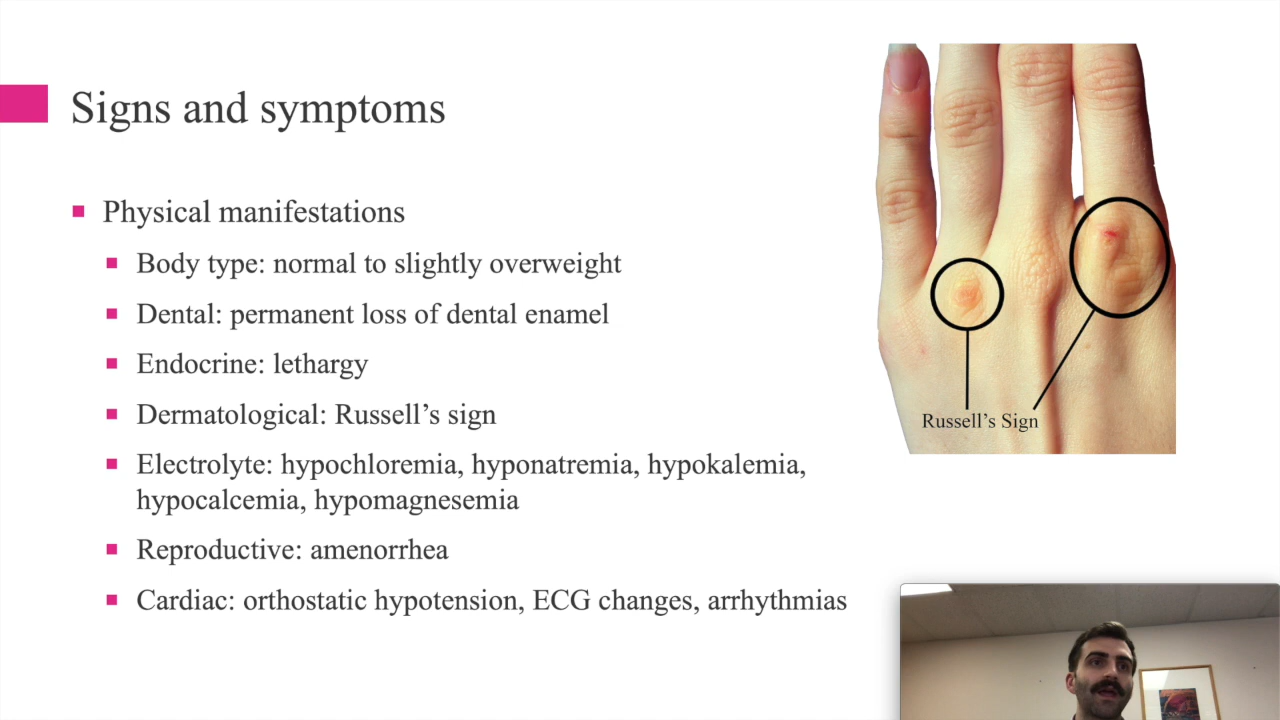 Signs and symptoms
Physical manifestations
Body type: normal to slightly overweight
Dental: permanent loss of dental enamel
Endocrine: lethargy
Dermatological: Russell’s sign
Electrolyte: hypochloremia, hyponatremia, hypokalemia,
hypocalcemia, hypomagnesemia
Reproductive: amenorrhea
Cardiac: orthostatic hypotension, ECG changes, arrhythmias
Russell’s Sign